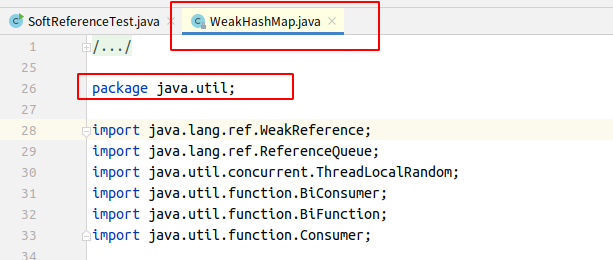 SoftReferenceTest.java
WeakHashMap.java
1 /.../
25
26 package java.util;
27
28 import java.lang.ref.WeakReference;
29 import java.lang.ref.ReferenceQueue;
30 import java.util.concurrent.ThreadLocalRandom;
31 import java.util.function.BiConsumer;
32 import java.util.function.BiFunction;
33 import java.util.function.Consumer;
34